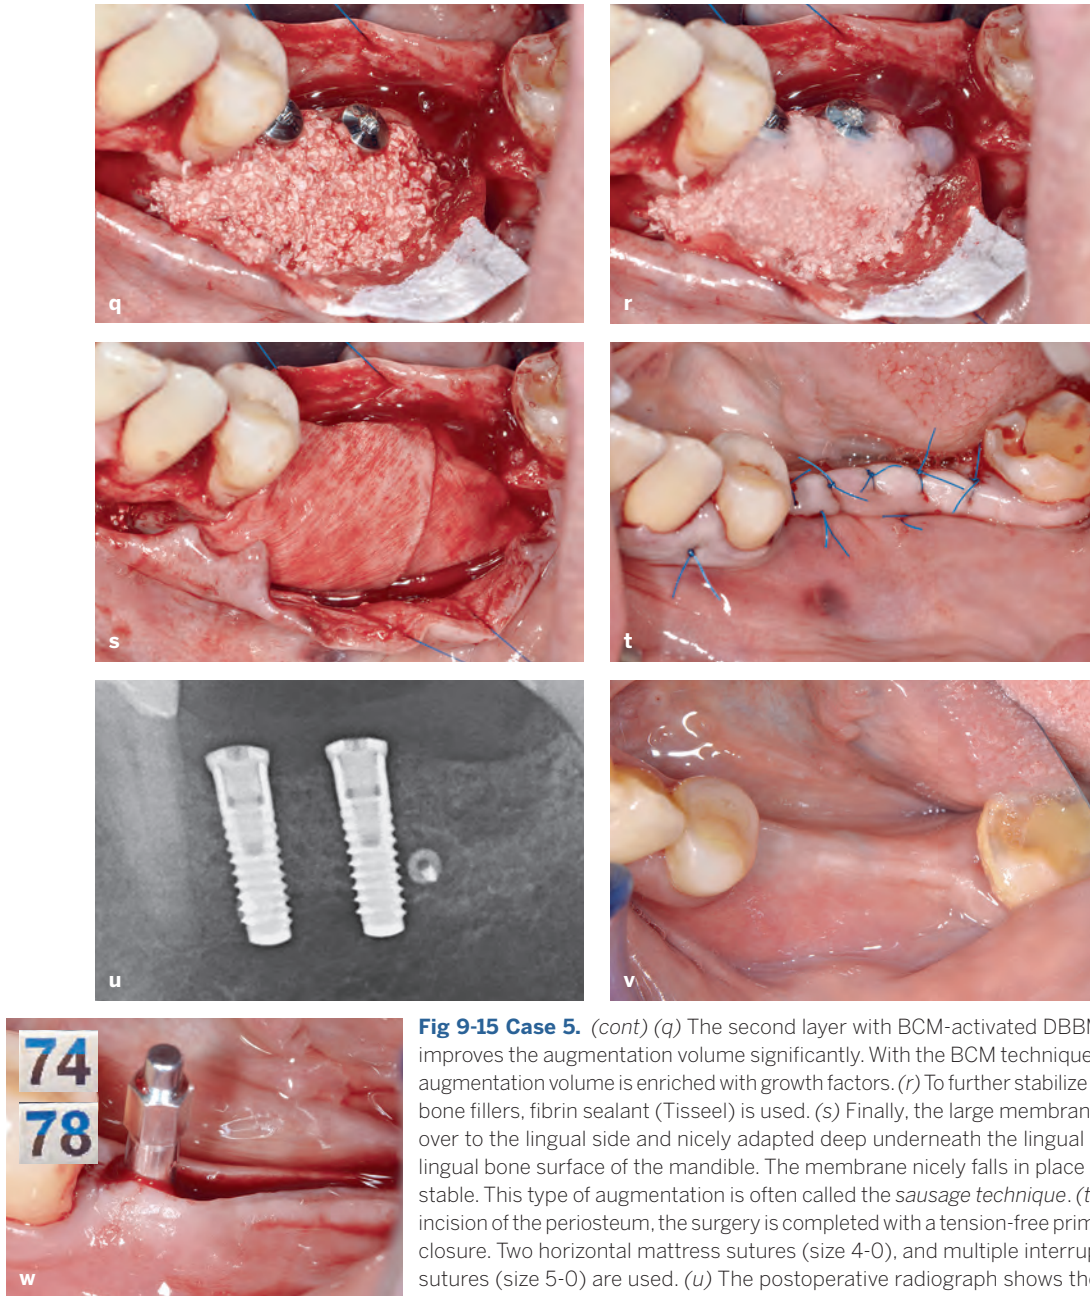 q
r
s
t
u
v
74
78
w
Fig 9-15 Case 5. (cont) (q) The second layer with BCM-activated DBBM
improves the augmentation volume significantly. With the BCM technique
augmentation volume is enriched with growth factors. (r) To further stabilize
bone fillers, fibrin sealant (Tisseel) is used. (s) Finally, the large membran
over to the lingual side and nicely adapted deep underneath the lingual
lingual bone surface of the mandible. The membrane nicely falls in place
stable. This type of augmentation is often called the sausage technique. (t
incision of the periosteum, the surgery is completed with a tension-free prim
closure. Two horizontal mattress sutures (size 4-0), and multiple interrup
sutures (size 5-0) are used. (u) The postoperative radiograph shows the